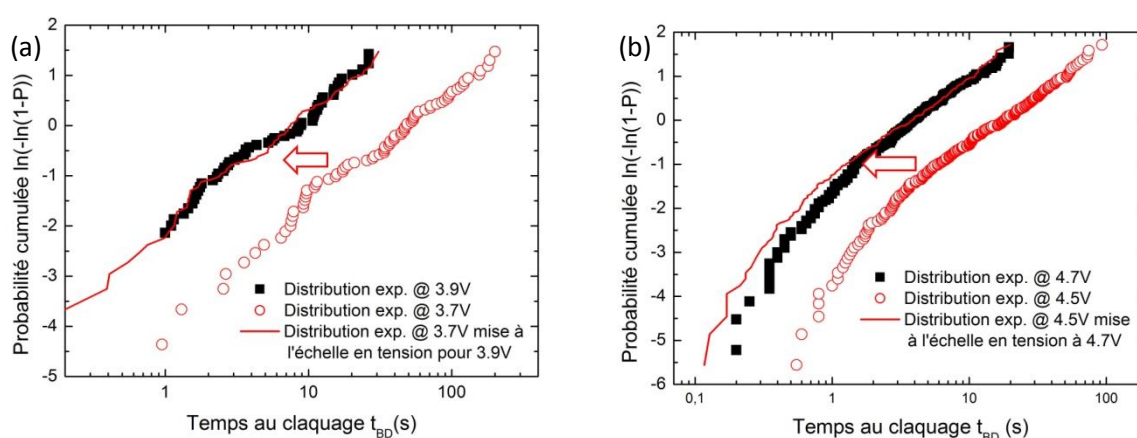 (a)
Probabilité cumulée ln(-ln(1-P))
2
1
0
-1
-2
-3
-4
-5
Distribution exp. @ 3.9V
Distribution exp. @ 3.7V
Distribution exp. @ 3.7V mise à
l'échelle en tension pour 3.9V
1 10 100
Temps au claquage tBD(s)
(b)
Probabilité cumulée ln(-ln(1-P))
2
1
0
-1
-2
-3
-4
-5
-6
Distribution exp. @ 4.7V
Distribution exp. @ 4.5V
Distribution exp. @ 4.5V mise
à l'échelle en tension à 4.7V
0,1 1 10 100
Temps au claquage tBD (s)